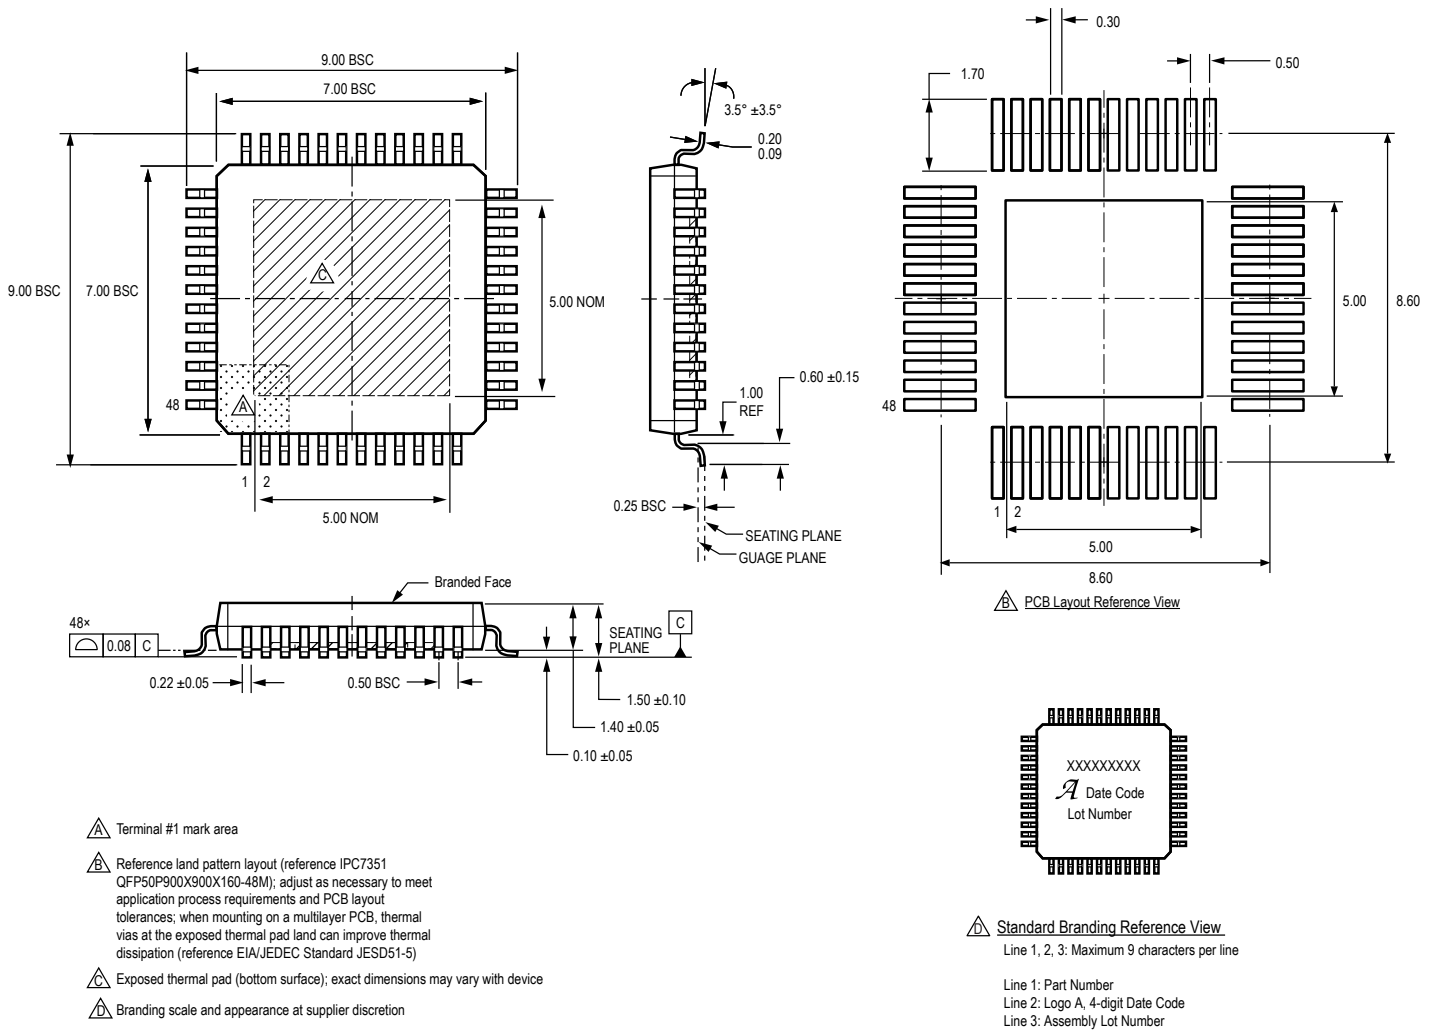 9.00 BSC
7.00 BSC
9.00 BSC
7.00 BSC
C
5.00 NOM
A
48
1 2
5.00 NOM
3.5° ±3.5°
0.20
0.09
0.60 ±0.15
1.00
REF
0.25 BSC
SEATING PLANE
GUAGE PLANE
0.30
1.70
0.50
5.00
8.60
48
1 2
5.00
8.60
B PCB Layout Reference View
Branded Face
48×
0.08 C
SEATING
PLANE
C
0.22 ±0.05
0.50 BSC
1.50 ±0.10
1.40 ±0.05
0.10 ±0.05
XXXXXXXXX
A Date Code
Lot Number
A Terminal #1 mark area
B Reference land pattern layout (reference IPC7351
QFP50P900X900X160-48M); adjust as necessary to meet
application process requirements and PCB layout
tolerances; when mounting on a multilayer PCB, thermal
vias at the exposed thermal pad land can improve thermal
dissipation (reference EIA/JEDEC Standard JESD51-5)
C Exposed thermal pad (bottom surface); exact dimensions may vary with device
D Branding scale and appearance at supplier discretion
D Standard Branding Reference View
Line 1, 2, 3: Maximum 9 characters per line
Line 1: Part Number
Line 2: Logo A, 4-digit Date Code
Line 3: Assembly Lot Number